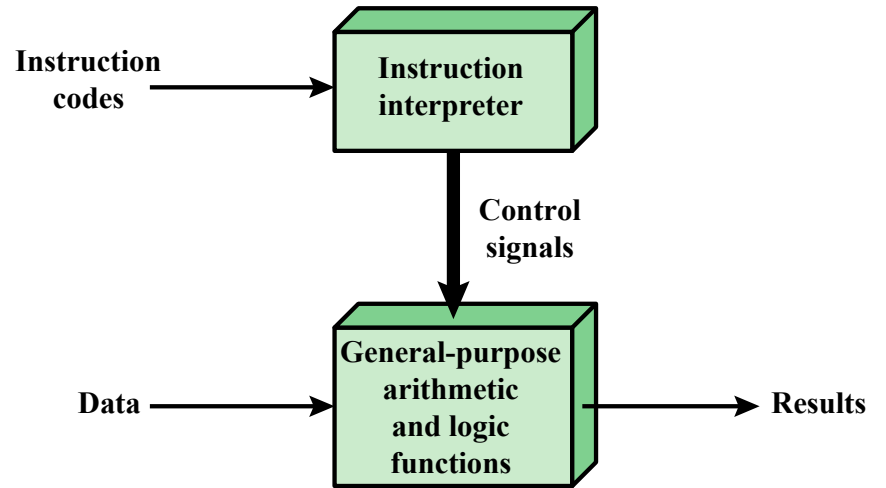 Instruction
codes
Instruction
interpreter
Control
signals
Data
General-purpose
arithmetic
and logic
functions
Results